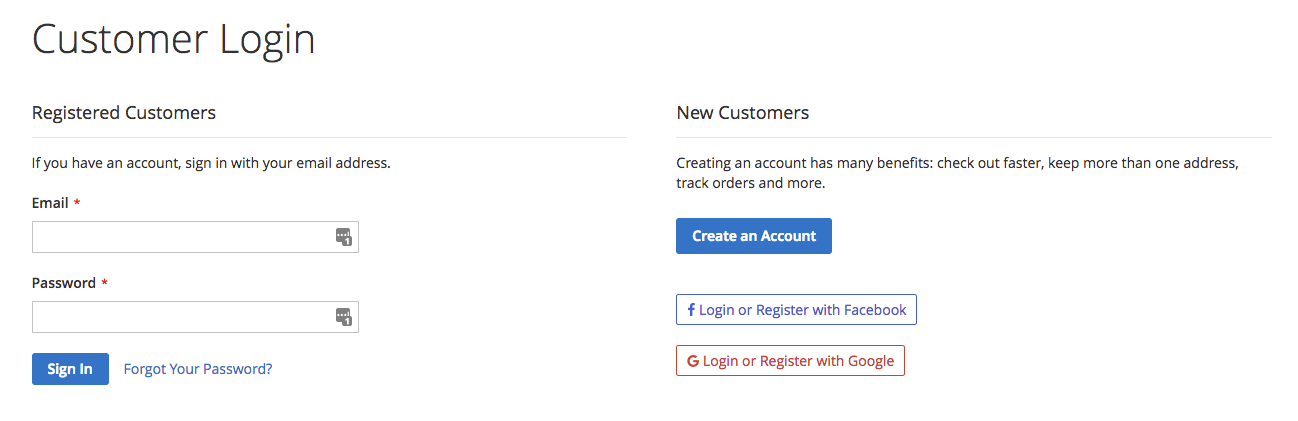 Customer Login
Registered Customers
If you have an account, sign in with your email address.
Email *
1
Password *
1
Sign In
Forgot Your Password?
New Customers
Creating an account has many benefits: check out faster, keep more than one address,
track orders and more.
Create an Account
f Login or Register with Facebook
G Login or Register with Google